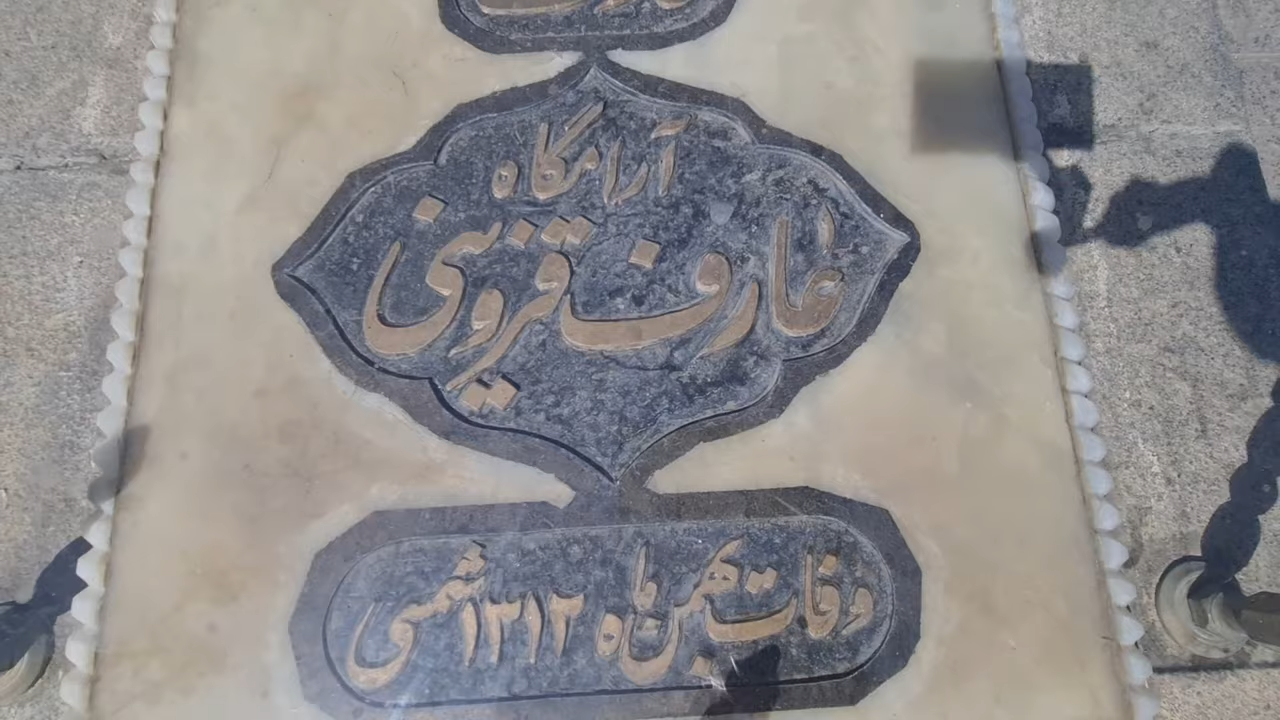 آرامگاه
عارف قزوینی
وفات بهمن ماه ۱۳۱۲ شمسی